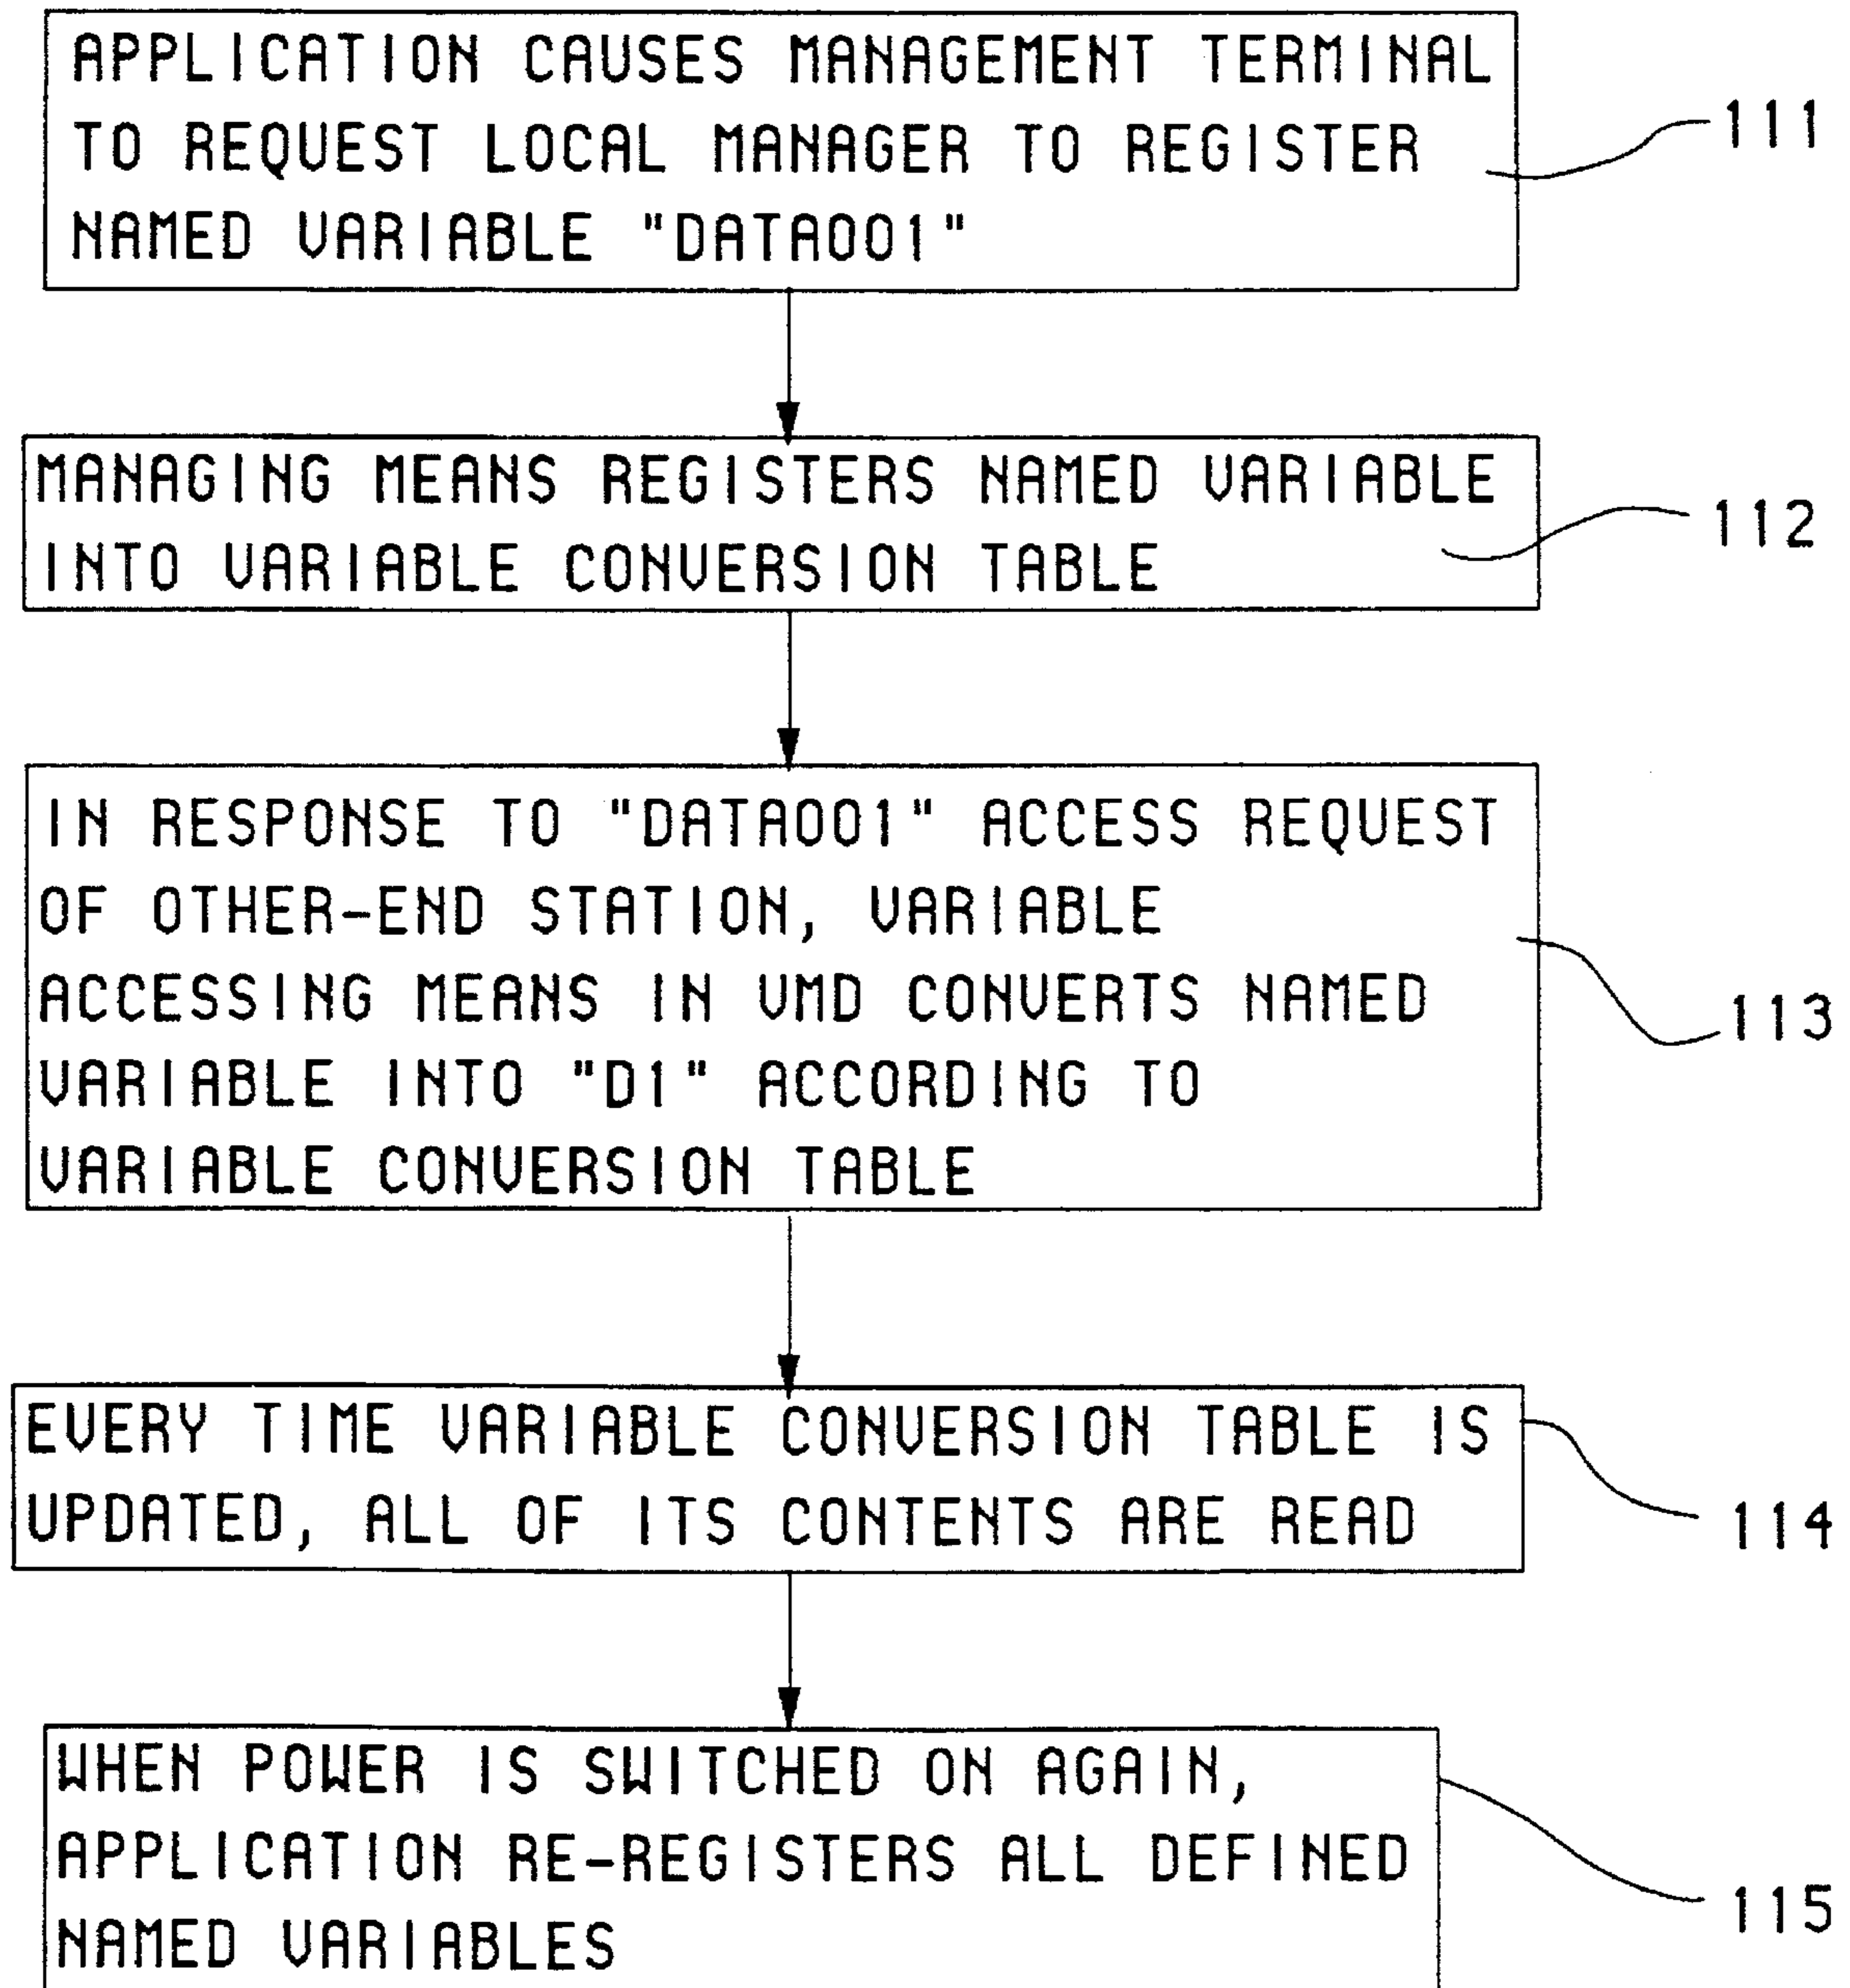 APPLICATION CAUSES MANAGEMENT TERMINAL
TO REQUEST LOCAL MANAGER TO REGISTER
NAMED VARIABLE "DATA001"
111
MANAGING MEANS REGISTERS NAMED VARIABLE
INTO VARIABLE CONVERSION TABLE
112
IN RESPONSE TO "DATA001" ACCESS REQUEST
OF OTHER-END STATION, VARIABLE
ACCESSING MEANS IN VMD CONVERTS NAMED
VARIABLE INTO "D1" ACCORDING TO
VARIABLE CONVERSION TABLE
113
EVERY TIME VARIABLE CONVERSION TABLE IS
UPDATED, ALL OF ITS CONTENTS ARE READ
114
WHEN POWER IS SWITCHED ON AGAIN,
APPLICATION RE-REGISTERS ALL DEFINED
NAMED VARIABLES
115